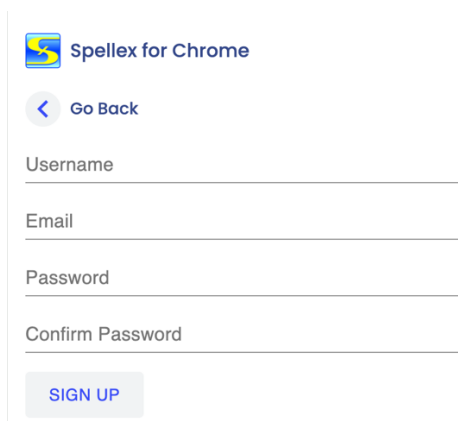 Spellex for Chrome
Go Back
Username
Email
Password
Confirm Password
SIGN UP